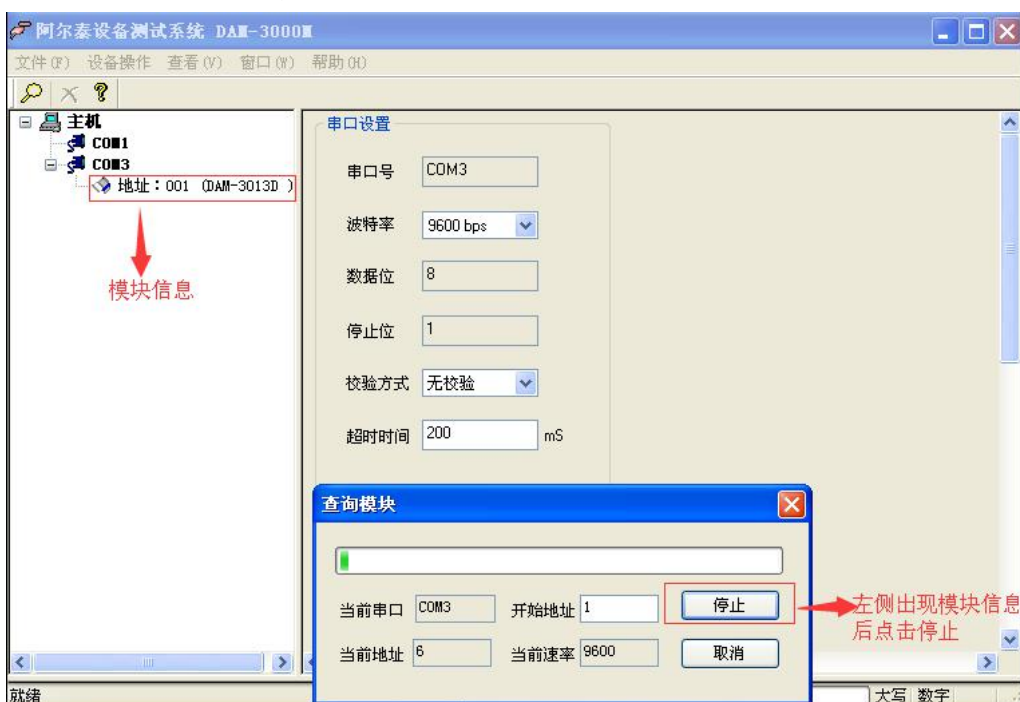 阿尔泰设备测试系统 DAM-3000M
文件(F) 设备操作 查看(V) 窗口(W) 帮助(H)
主机
COM1
COM3
地址：001 (DAM-3013D )
模块信息
串口设置
串口号 COM3
波特率 9600 bps
数据位 8
停止位 1
校验方式 无校验
超时时间 200 mS
查询模块
当前串口 COM3 开始地址 1 停止
当前地址 6 当前速率 9600 取消
左侧出现模块信息
后点击停止
就绪 大写 数字